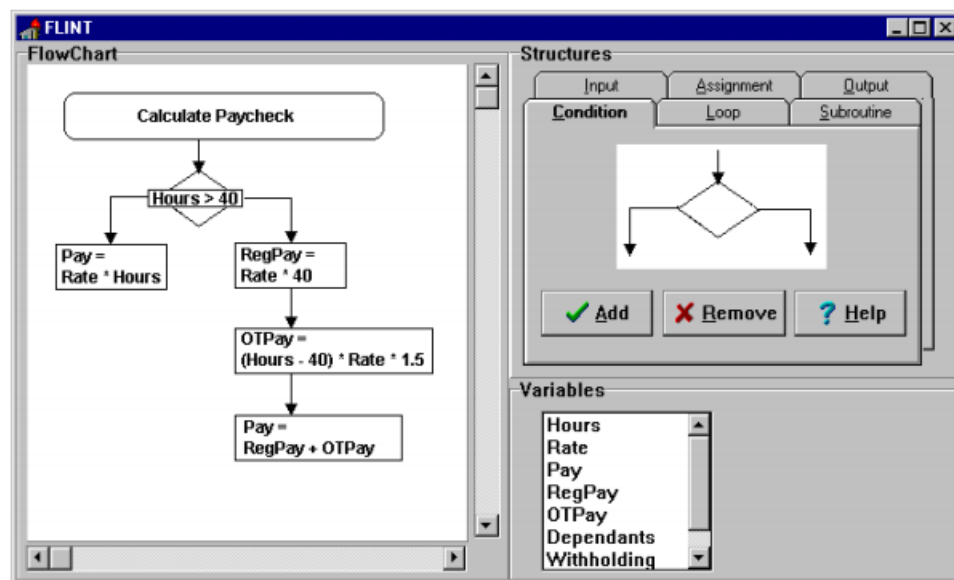 FLINT
FlowChart
Calculate Paycheck
Hours > 40
Pay =
Rate * Hours
RegPay =
Rate * 40
OTPay =
(Hours - 40) * Rate * 1.5
Pay =
RegPay + OTPay
Structures
Input Assignment Output
Condition Loop Subroutine
Add Remove ? Help
Variables
Hours
Rate
Pay
RegPay
OTPay
Dependants
Withholding